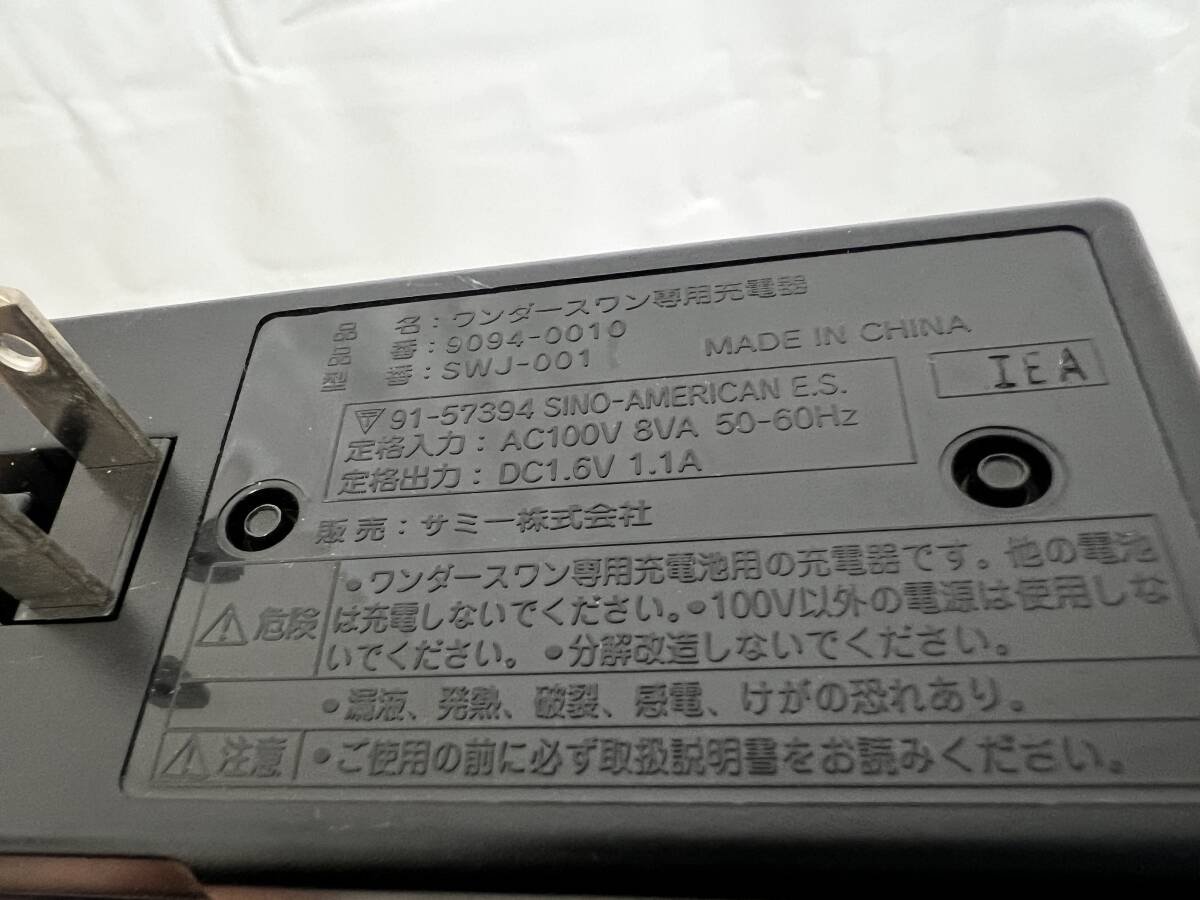 品名：ワンダースワン専用充電器
品番：9094-0010
型番：SWJ-001
MADE IN CHINA
IEA
91-57394 SINO-AMERICAN E.S.
定格入力：AC100V 8VA 50-60Hz
定格出力：DC1.6V 1.1A
販売：サミー株式会社
危険
●ワンダースワン専用充電池用の充電器です。他の電池
は充電しないでください。●100V以外の電源は使用しな
いでください。●分解改造しないでください。
●漏液、発熱、破裂、感電、けがの恐れあり。
注意
●ご使用の前に必ず取扱説明書をお読みください。